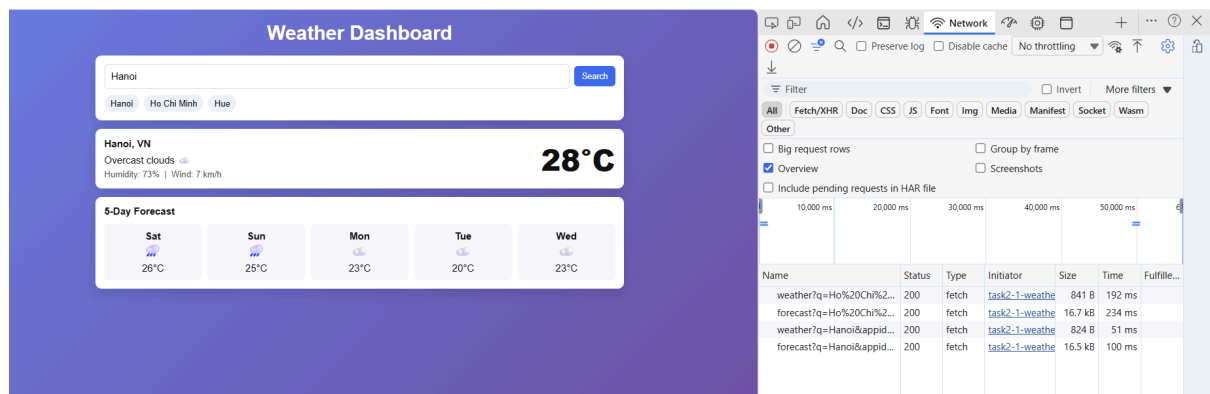 Weather Dashboard
Hanoi
Search
Hanoi Ho Chi Minh Hue
Hanoi, VN
Overcast clouds
Humidity: 73% | Wind: 7 km/h
28°C
5-Day Forecast
Sat Sun Mon Tue Wed
26°C 25°C 23°C 20°C 23°C
Network
Preserve log Disable cache No throttling
Filter Invert More filters
All Fetch/XHR Doc CSS JS Font Img Media Manifest Socket Wasm
Other
Big request rows Group by frame
Overview Screenshots
Include pending requests in HAR file
10,000 ms 20,000 ms 30,000 ms 40,000 ms 50,000 ms 6
Name Status Type Initiator Size Time Fulfille...
weather?q=Ho%20Chi%2... 200 fetch task2-1-weathe 841 B 192 ms
forecast?q=Ho%20Chi%2... 200 fetch task2-1-weathe 16.7 kB 234 ms
weather?q=Hanoi&appid... 200 fetch task2-1-weathe 824 B 51 ms
forecast?q=Hanoi&appid... 200 fetch task2-1-weathe 16.5 kB 100 ms